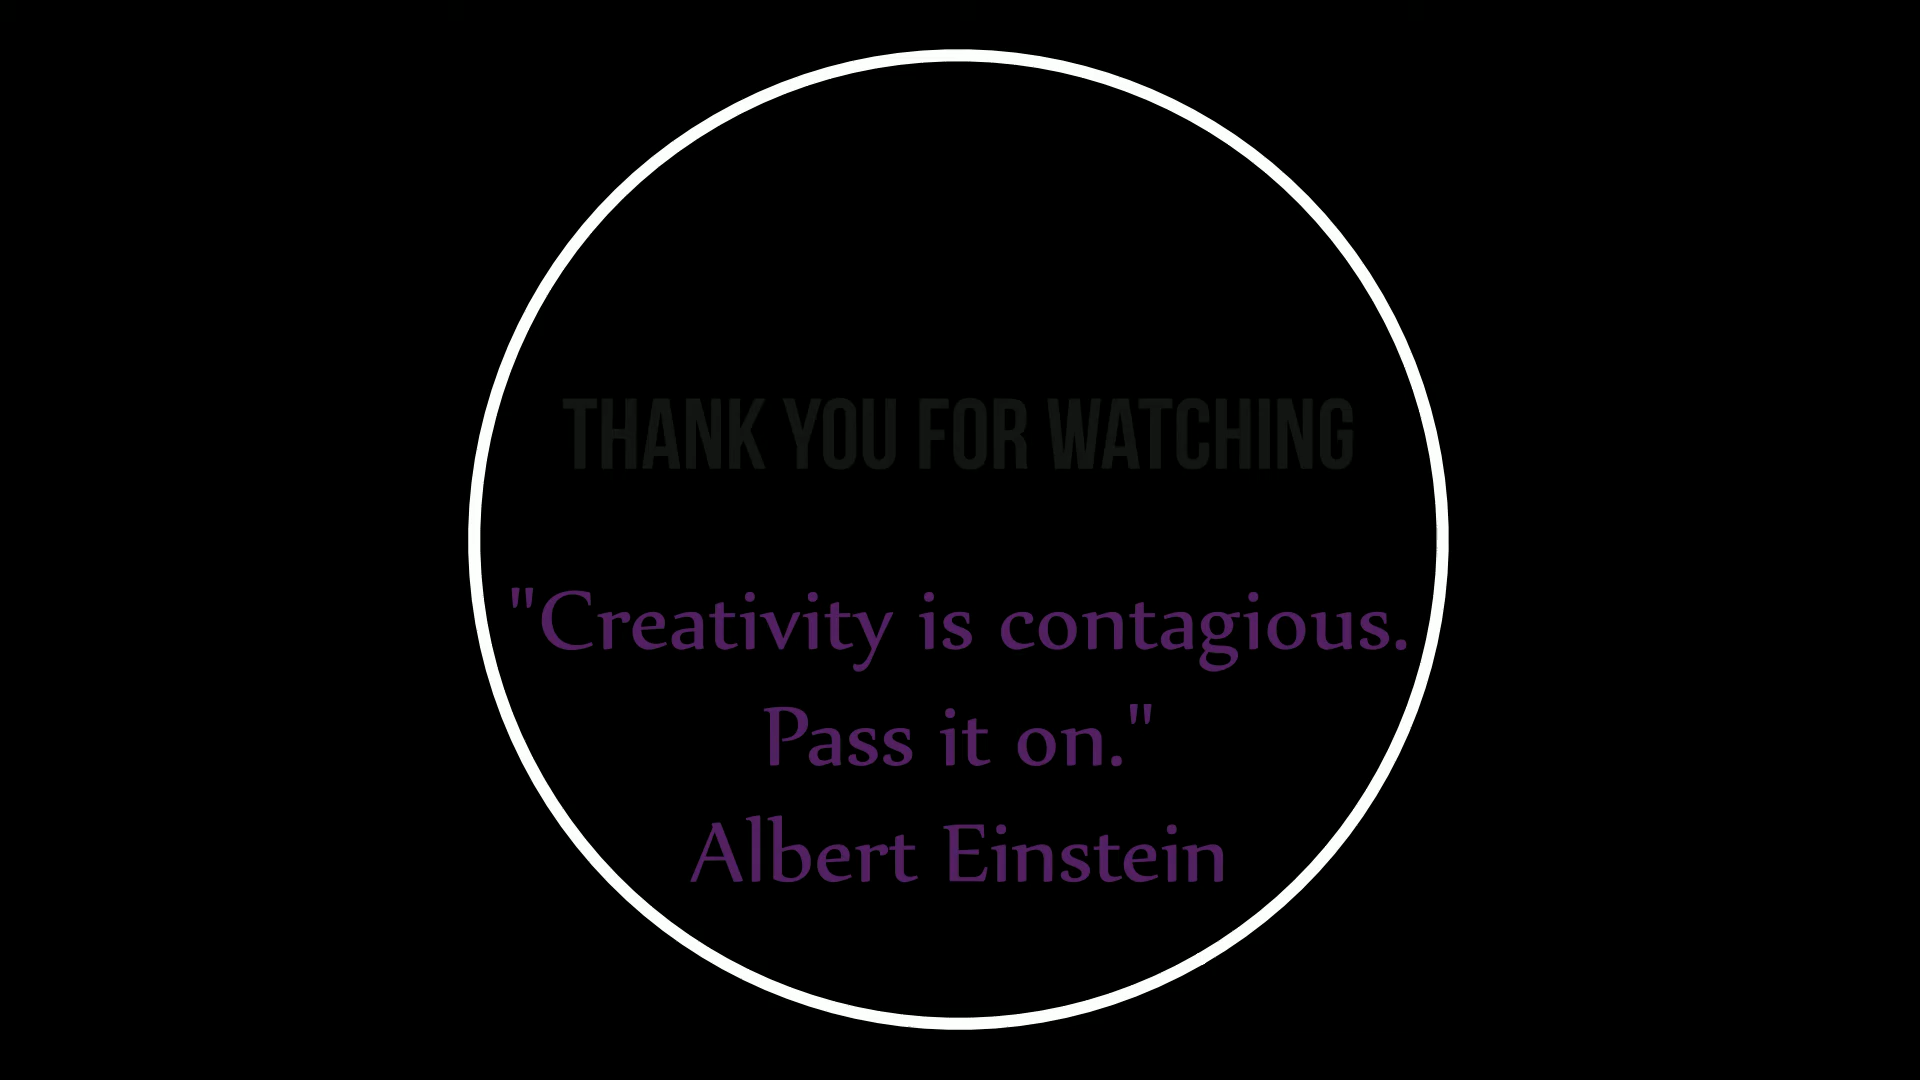 THANK YOU FOR WATCHING
"Creativity is contagious.
Pass it on."
Albert Einstein